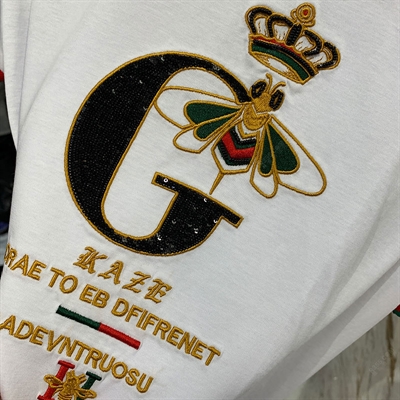 G
KAZE
RAE TO EB DFIFRENET
ADEVNTRUOSU